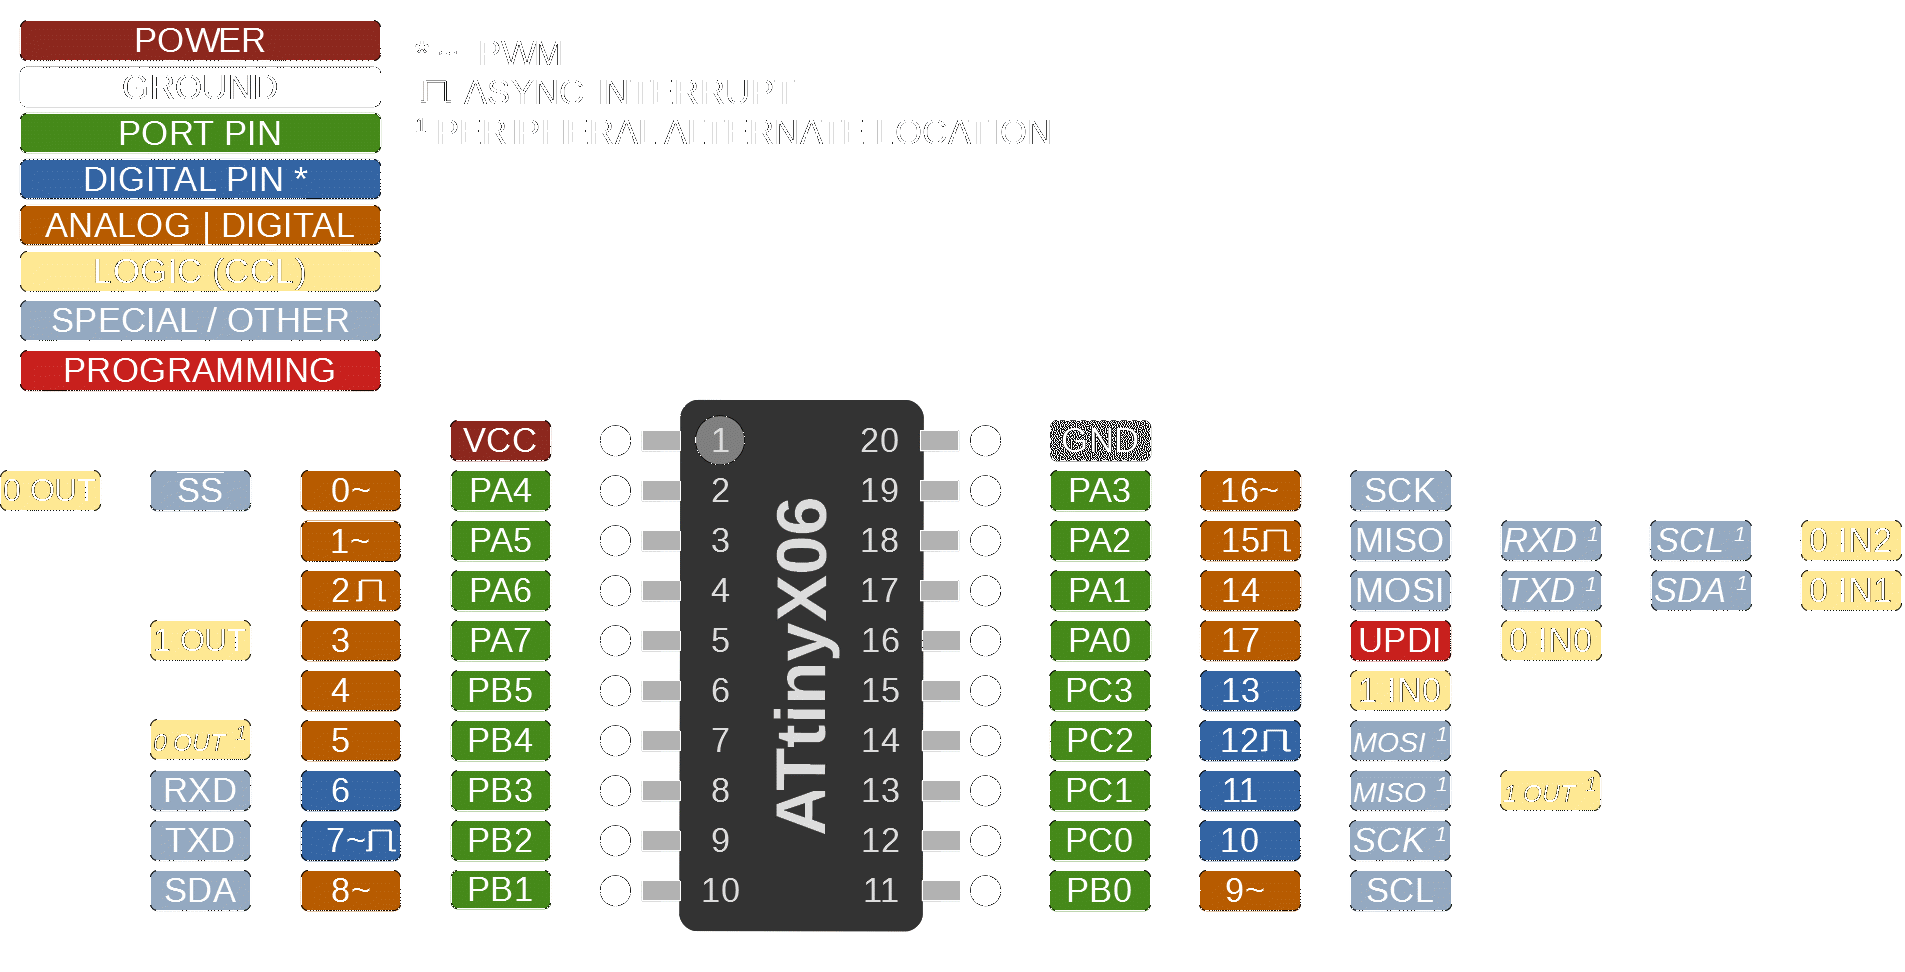 POWER
GROUND
PORT PIN
DIGITAL PIN *
ANALOG | DIGITAL
LOGIC (CCL)
SPECIAL / OTHER
PROGRAMMING
* ~ PWM
ASYNC INTERRUPT
¹ PERIPHERAL ALTERNATE LOCATION
VCC 1 20 GND
0 OUT SS 0~ PA4 2 19 PA3 16~ SCK
1~ PA5 3 18 PA2 15 MISO RXD ¹ SCL ¹ 0 IN2
2 PA6 4 17 PA1 14 MOSI TXD ¹ SDA ¹ 0 IN1
1 OUT 3 PA7 5 16 PA0 17 UPDI 0 IN0
4 PB5 6 15 PC3 13 1 IN0
0 OUT ¹ 5 PB4 7 14 PC2 12 MOSI ¹
RXD 6 PB3 8 13 PC1 11 MISO ¹ 1 OUT ¹
TXD 7~ PB2 9 12 PC0 10 SCK ¹
SDA 8~ PB1 10 11 PB0 9~ SCL
ATtinyX06